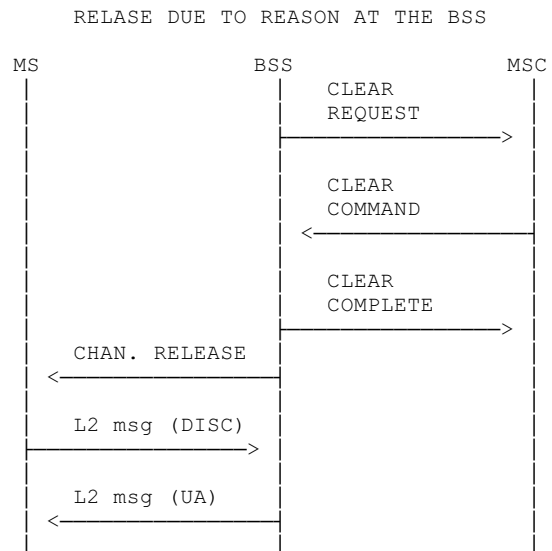 RELASE DUE TO REASON AT THE BSS
MS BSS MSC
CLEAR
REQUEST
CLEAR
COMMAND
CLEAR
COMPLETE
CHAN. RELEASE
L2 msg (DISC)
L2 msg (UA)